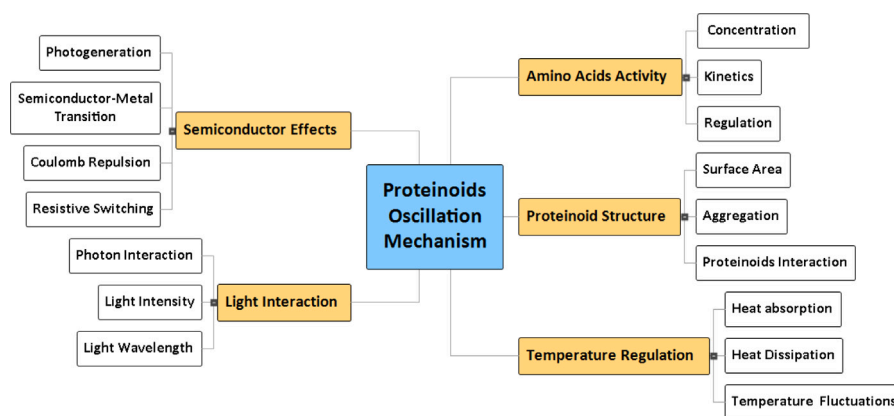 Photogeneration
Semiconductor-Metal
Transition
Coulomb Repulsion
Resistive Switching
Semiconductor Effects
Photon Interaction
Light Intensity
Light Wavelength
Light Interaction
Proteinoids
Oscillation
Mechanism
Amino Acids Activity
Concentration
Kinetics
Regulation
Proteinoid Structure
Surface Area
Aggregation
Proteinoids Interaction
Temperature Regulation
Heat absorption
Heat Dissipation
Temperature Fluctuations